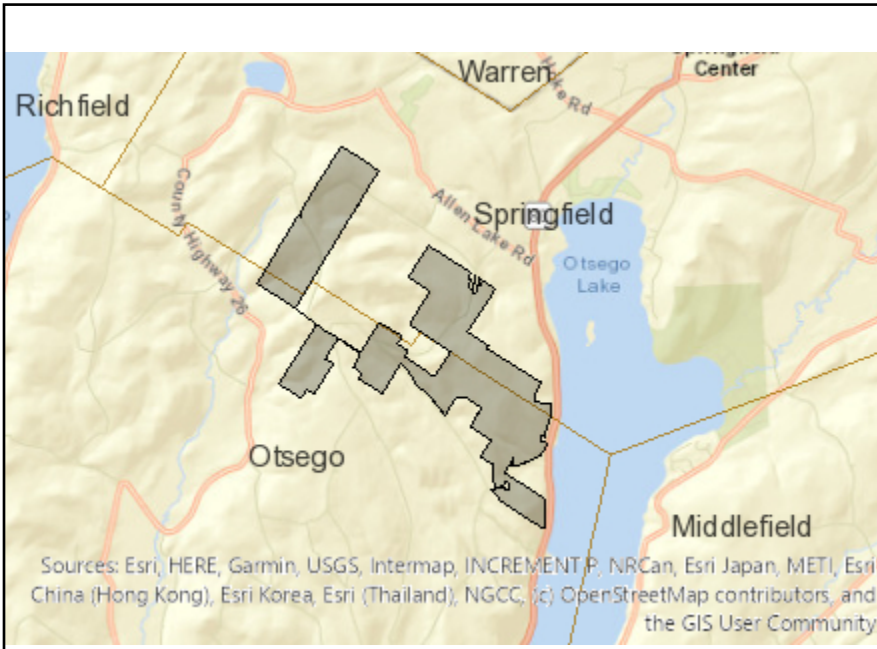 Warren
Center
Richfield
Lake Rd
County Highway 26
Allen Lake Rd
Springfield
Otsego
Lake
Otsego
Middlefield
Sources: Esri, HERE, Garmin, USGS, Intermap, INCREMENT P, NRCan, Esri Japan, METI, Esri
China (Hong Kong), Esri Korea, Esri (Thailand), NGCC, (c) OpenStreetMap contributors, and
the GIS User Community